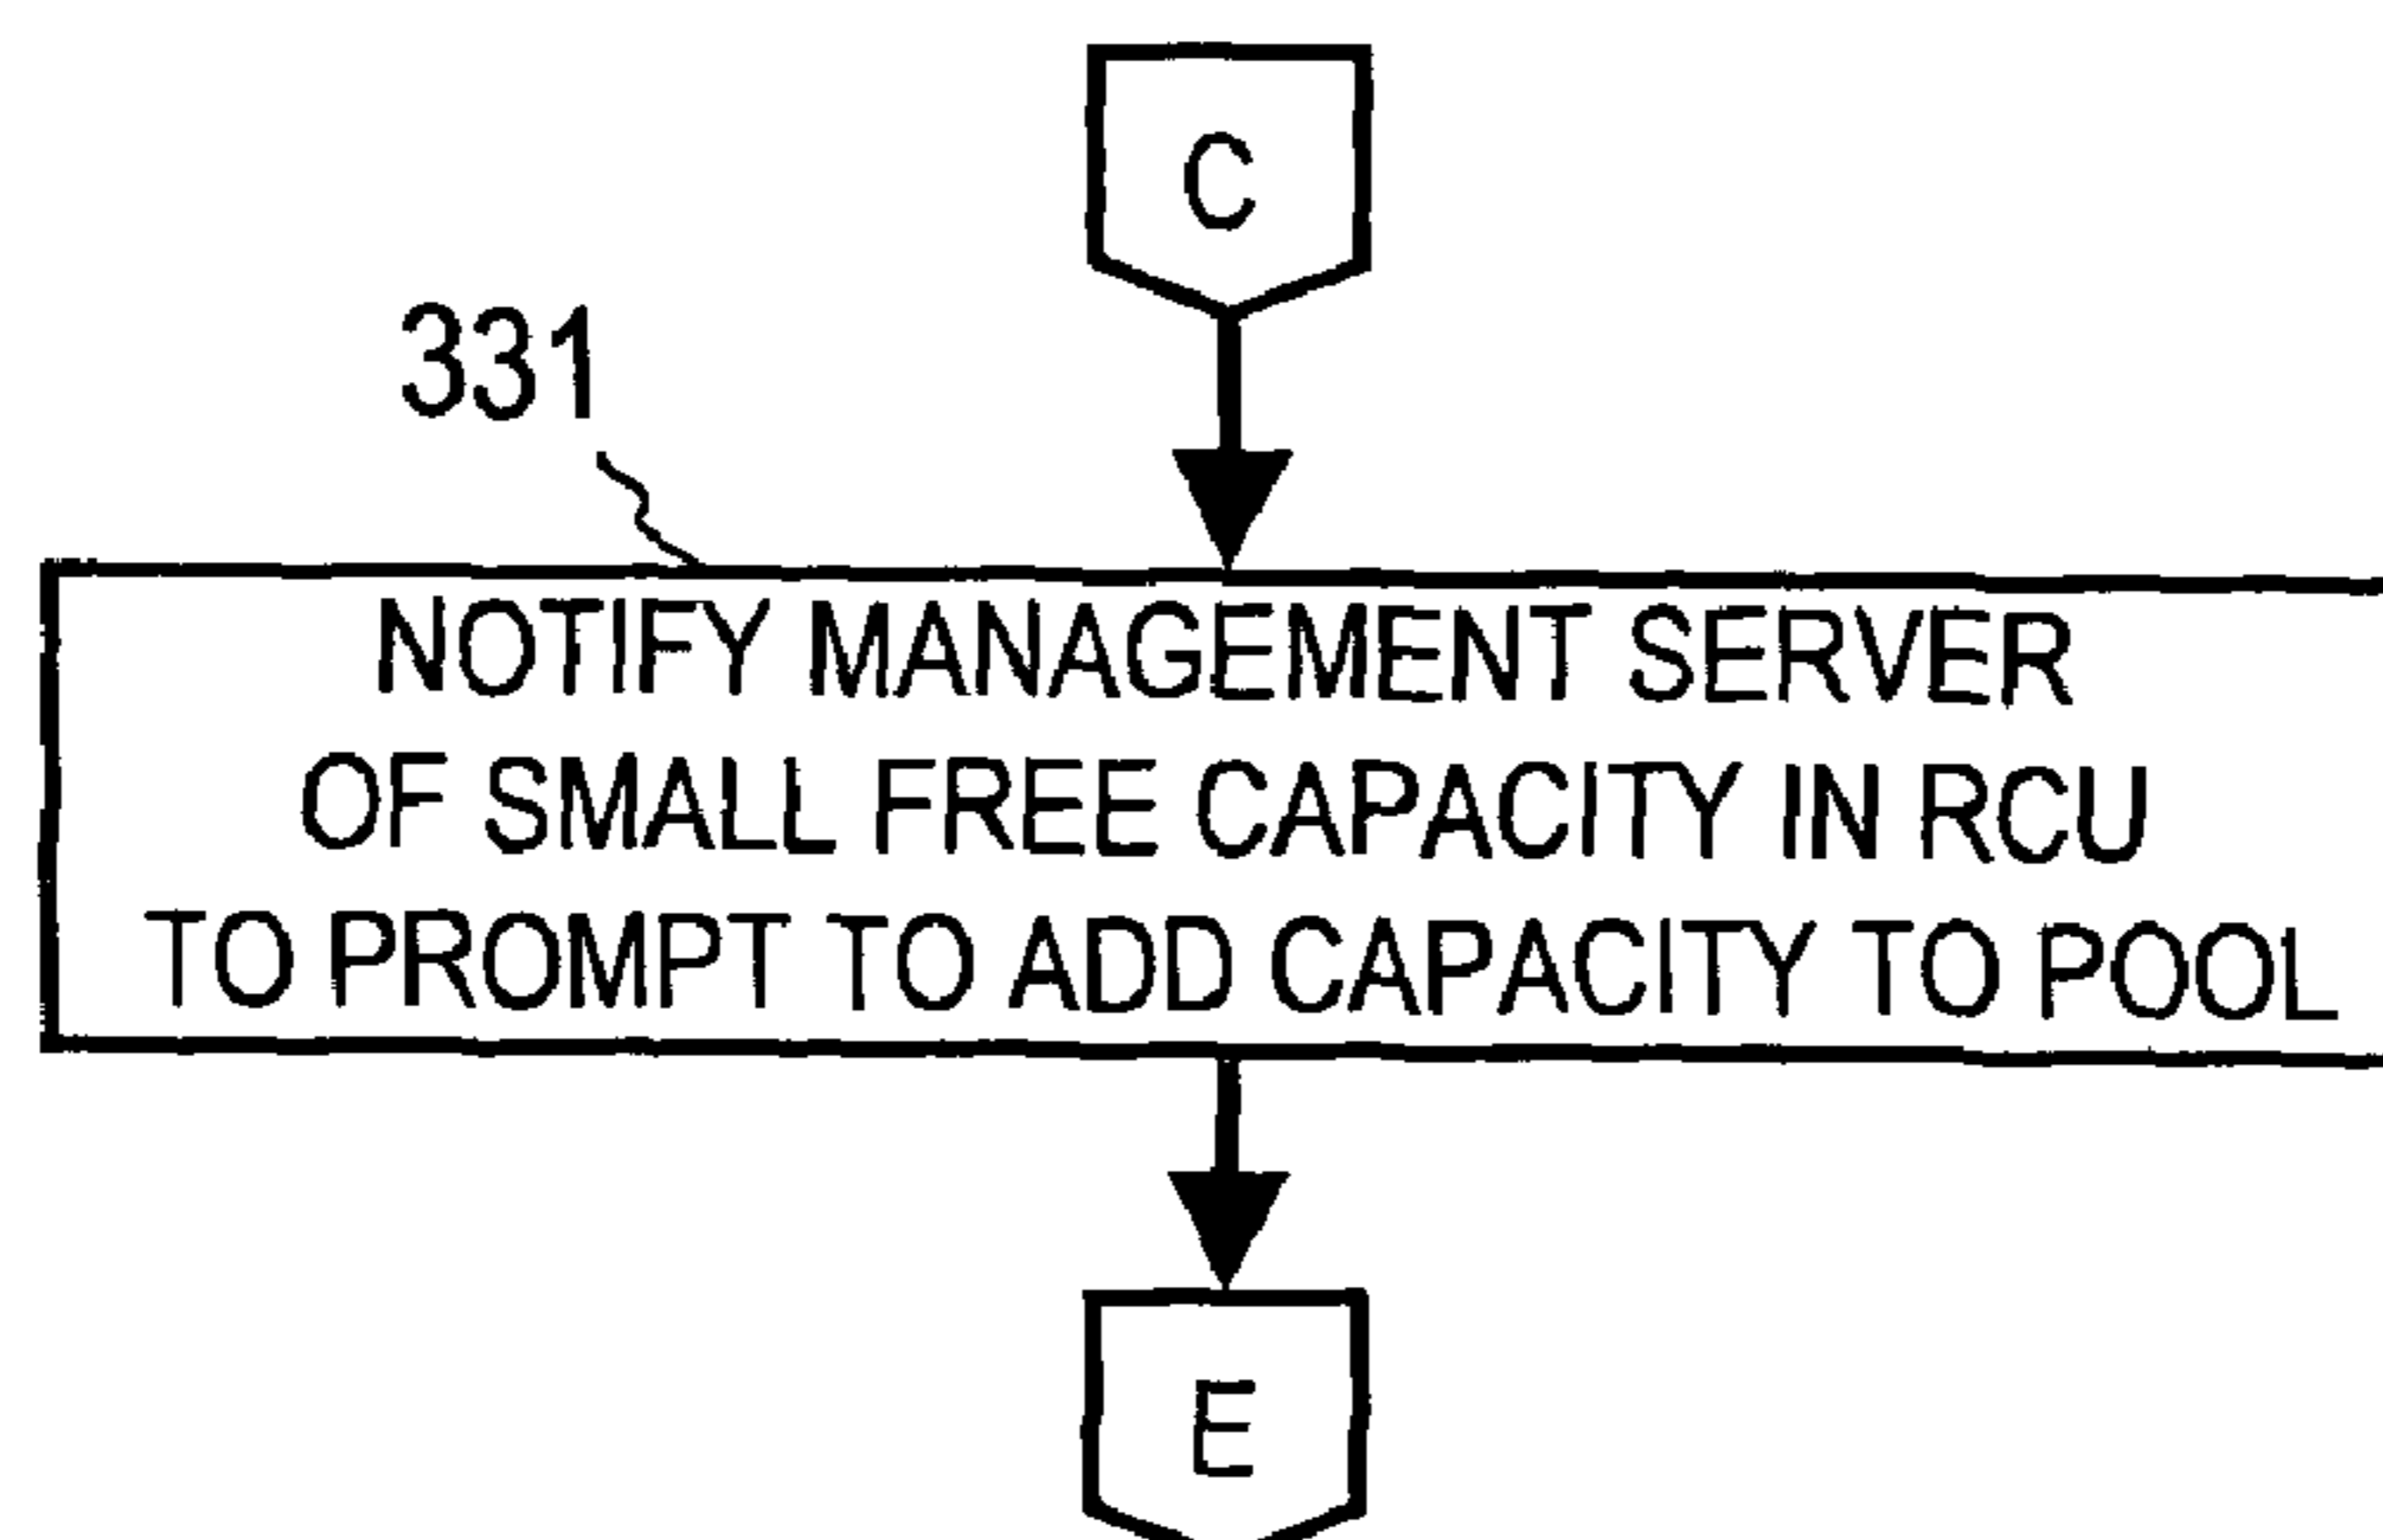 C
331
NOTIFY MANAGEMENT SERVER
OF SMALL FREE CAPACITY IN RCU
TO PROMPT TO ADD CAPACITY TO POOL
E